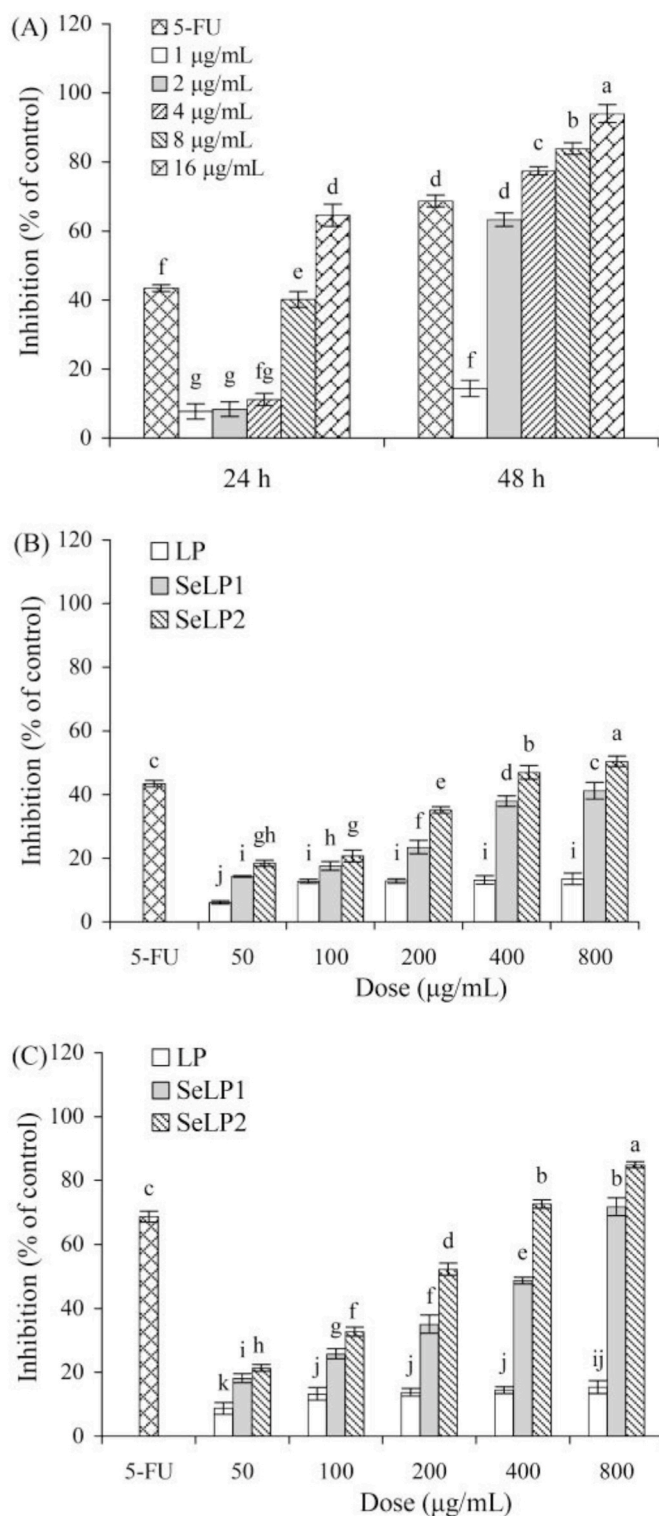 (A)
5-FU
1 μg/mL
2 μg/mL
4 μg/mL
8 μg/mL
16 μg/mL
Inhibition (% of control)
120
100
80
60
40
20
0
f g g fg e d
d f d c b a
24 h 48 h
(B)
LP
SeLP1
SeLP2
Inhibition (% of control)
120
100
80
60
40
20
0
c j i gh i h g i f e i d b i c a
5-FU 50 100 200 400 800
Dose (μg/mL)
(C)
LP
SeLP1
SeLP2
Inhibition (% of control)
120
100
80
60
40
20
0
c k i h j g f j f d j e b ij b a
5-FU 50 100 200 400 800
Dose (μg/mL)